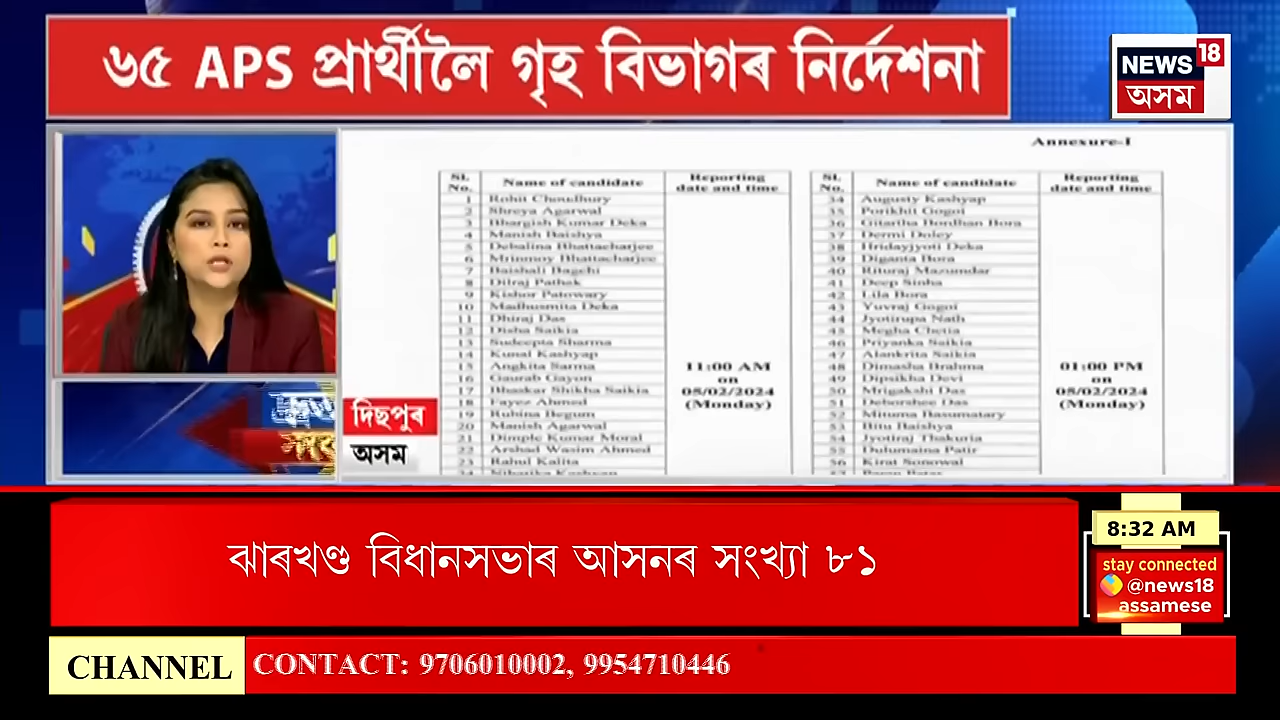 ৬৫ APS প্ৰাৰ্থীলৈ গৃহ বিভাগৰ নিৰ্দেশনা
NEWS 18
অসম
Annexure-I
Sl. No. Name of candidate Reporting date and time
1 Rohit Choudhury
2 Shreya Agarwal
3 Bhargish Kumar Deka
4 Manish Baishya
5 Debalina Bhattacharjee
6 Mrinmoy Bhattacharjee
7 Baishali Bagchi
8 Dilraj Pathak
9 Kishor Patowary
10 Madhusmita Deka
11 Dhiraj Das
12 Disha Saikia
13 Sudeepta Sharma
14 Kunal Kashyap
15 Angkita Sarma
16 Gaurab Gayon
17 Bhaskar Shikha Saikia
18 Fayez Ahmed
19 Rubina Begum
20 Manish Agarwal
21 Dimple Kumar Moral
22 Arshad Wasim Ahmed
23 Rahul Kalita
11:00 AM
on
05/02/2024
(Monday)
Sl. No. Name of candidate Reporting date and time
34 Augusty Kashyap
35 Porikhit Gogoi
36 Gitartha Bordhan Bora
37 Dermi Doley
38 Hridayjyoti Deka
39 Diganta Bora
40 Rituraj Mazumdar
41 Deep Sinha
42 Lila Bora
43 Yuvraj Gogoi
44 Jyotirupa Nath
45 Megha Chetia
46 Priyanka Saikia
47 Alankrita Saikia
48 Dimasha Brahma
49 Dipsikha Devi
50 Mrigakshi Das
51 Deborshee Das
52 Mituma Basumatary
53 Bitu Baishya
54 Jyotiraj Thakuria
55 Dulumaina Patir
56 Kirat Sonowal
01:00 PM
on
05/02/2024
(Monday)
দিছপুৰ
অসম
ঝাৰখণ্ড বিধানসভাৰ আসনৰ সংখ্যা ৮১
8:32 AM
stay connected
@news18
assamese
CHANNEL CONTACT: 9706010002, 9954710446